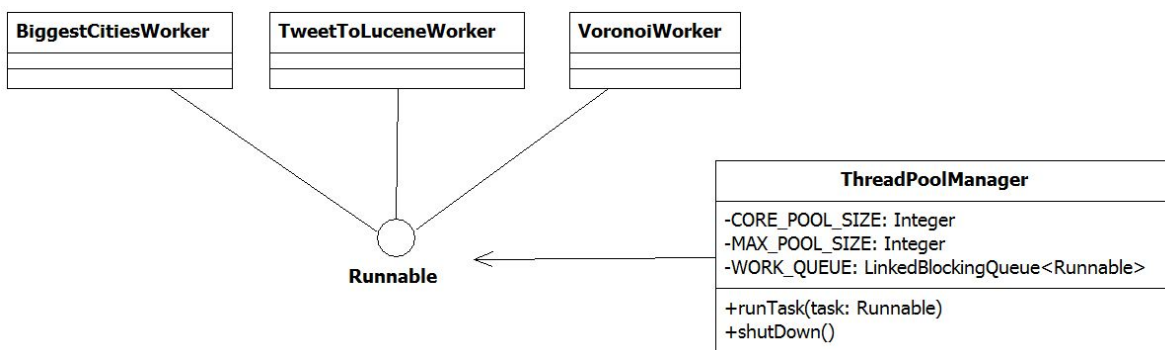 BiggestCitiesWorker
TweetToLuceneWorker
VoronoiWorker
Runnable
ThreadPoolManager
-CORE_POOL_SIZE: Integer
-MAX_POOL_SIZE: Integer
-WORK_QUEUE: LinkedBlockingQueue<Runnable>
+runTask(task: Runnable)
+shutDown()